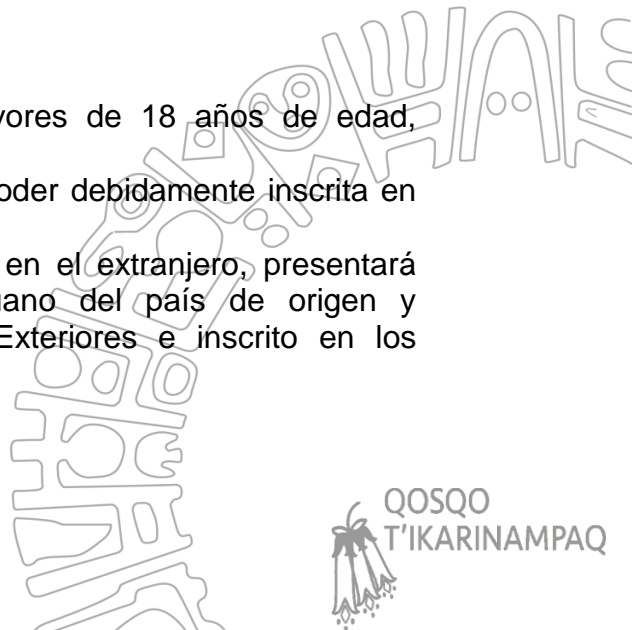 yores de 18 años de edad,
oder debidamente inscrita en
en el extranjero, presentará
uano del país de origen y
Exteriores e inscrito en los
QOSQO
T'IKARINAMPAQ